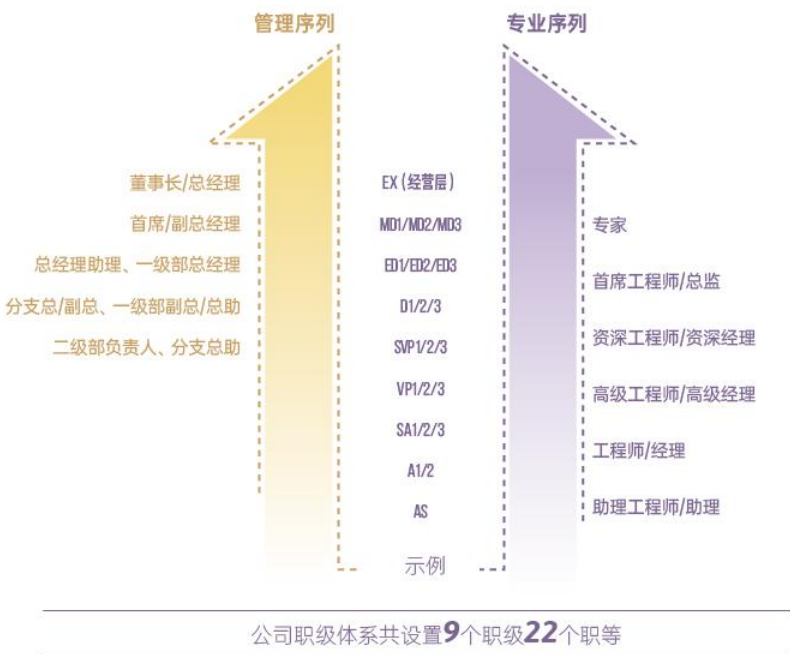 管理序列
专业序列
董事长/总经理
首席/副总经理
总经理助理、一级部总经理
分支总/副总、一级部副总/总助
二级部负责人、分支总助
EX (经营层)
MD1/MD2/MD3
ED1/ED2/ED3
D1/2/3
SVP1/2/3
VP1/2/3
SA1/2/3
A1/2
AS
示例
专家
首席工程师/总监
资深工程师/资深经理
高级工程师/高级经理
工程师/经理
助理工程师/助理
公司职级体系共设置9个职级22个职等